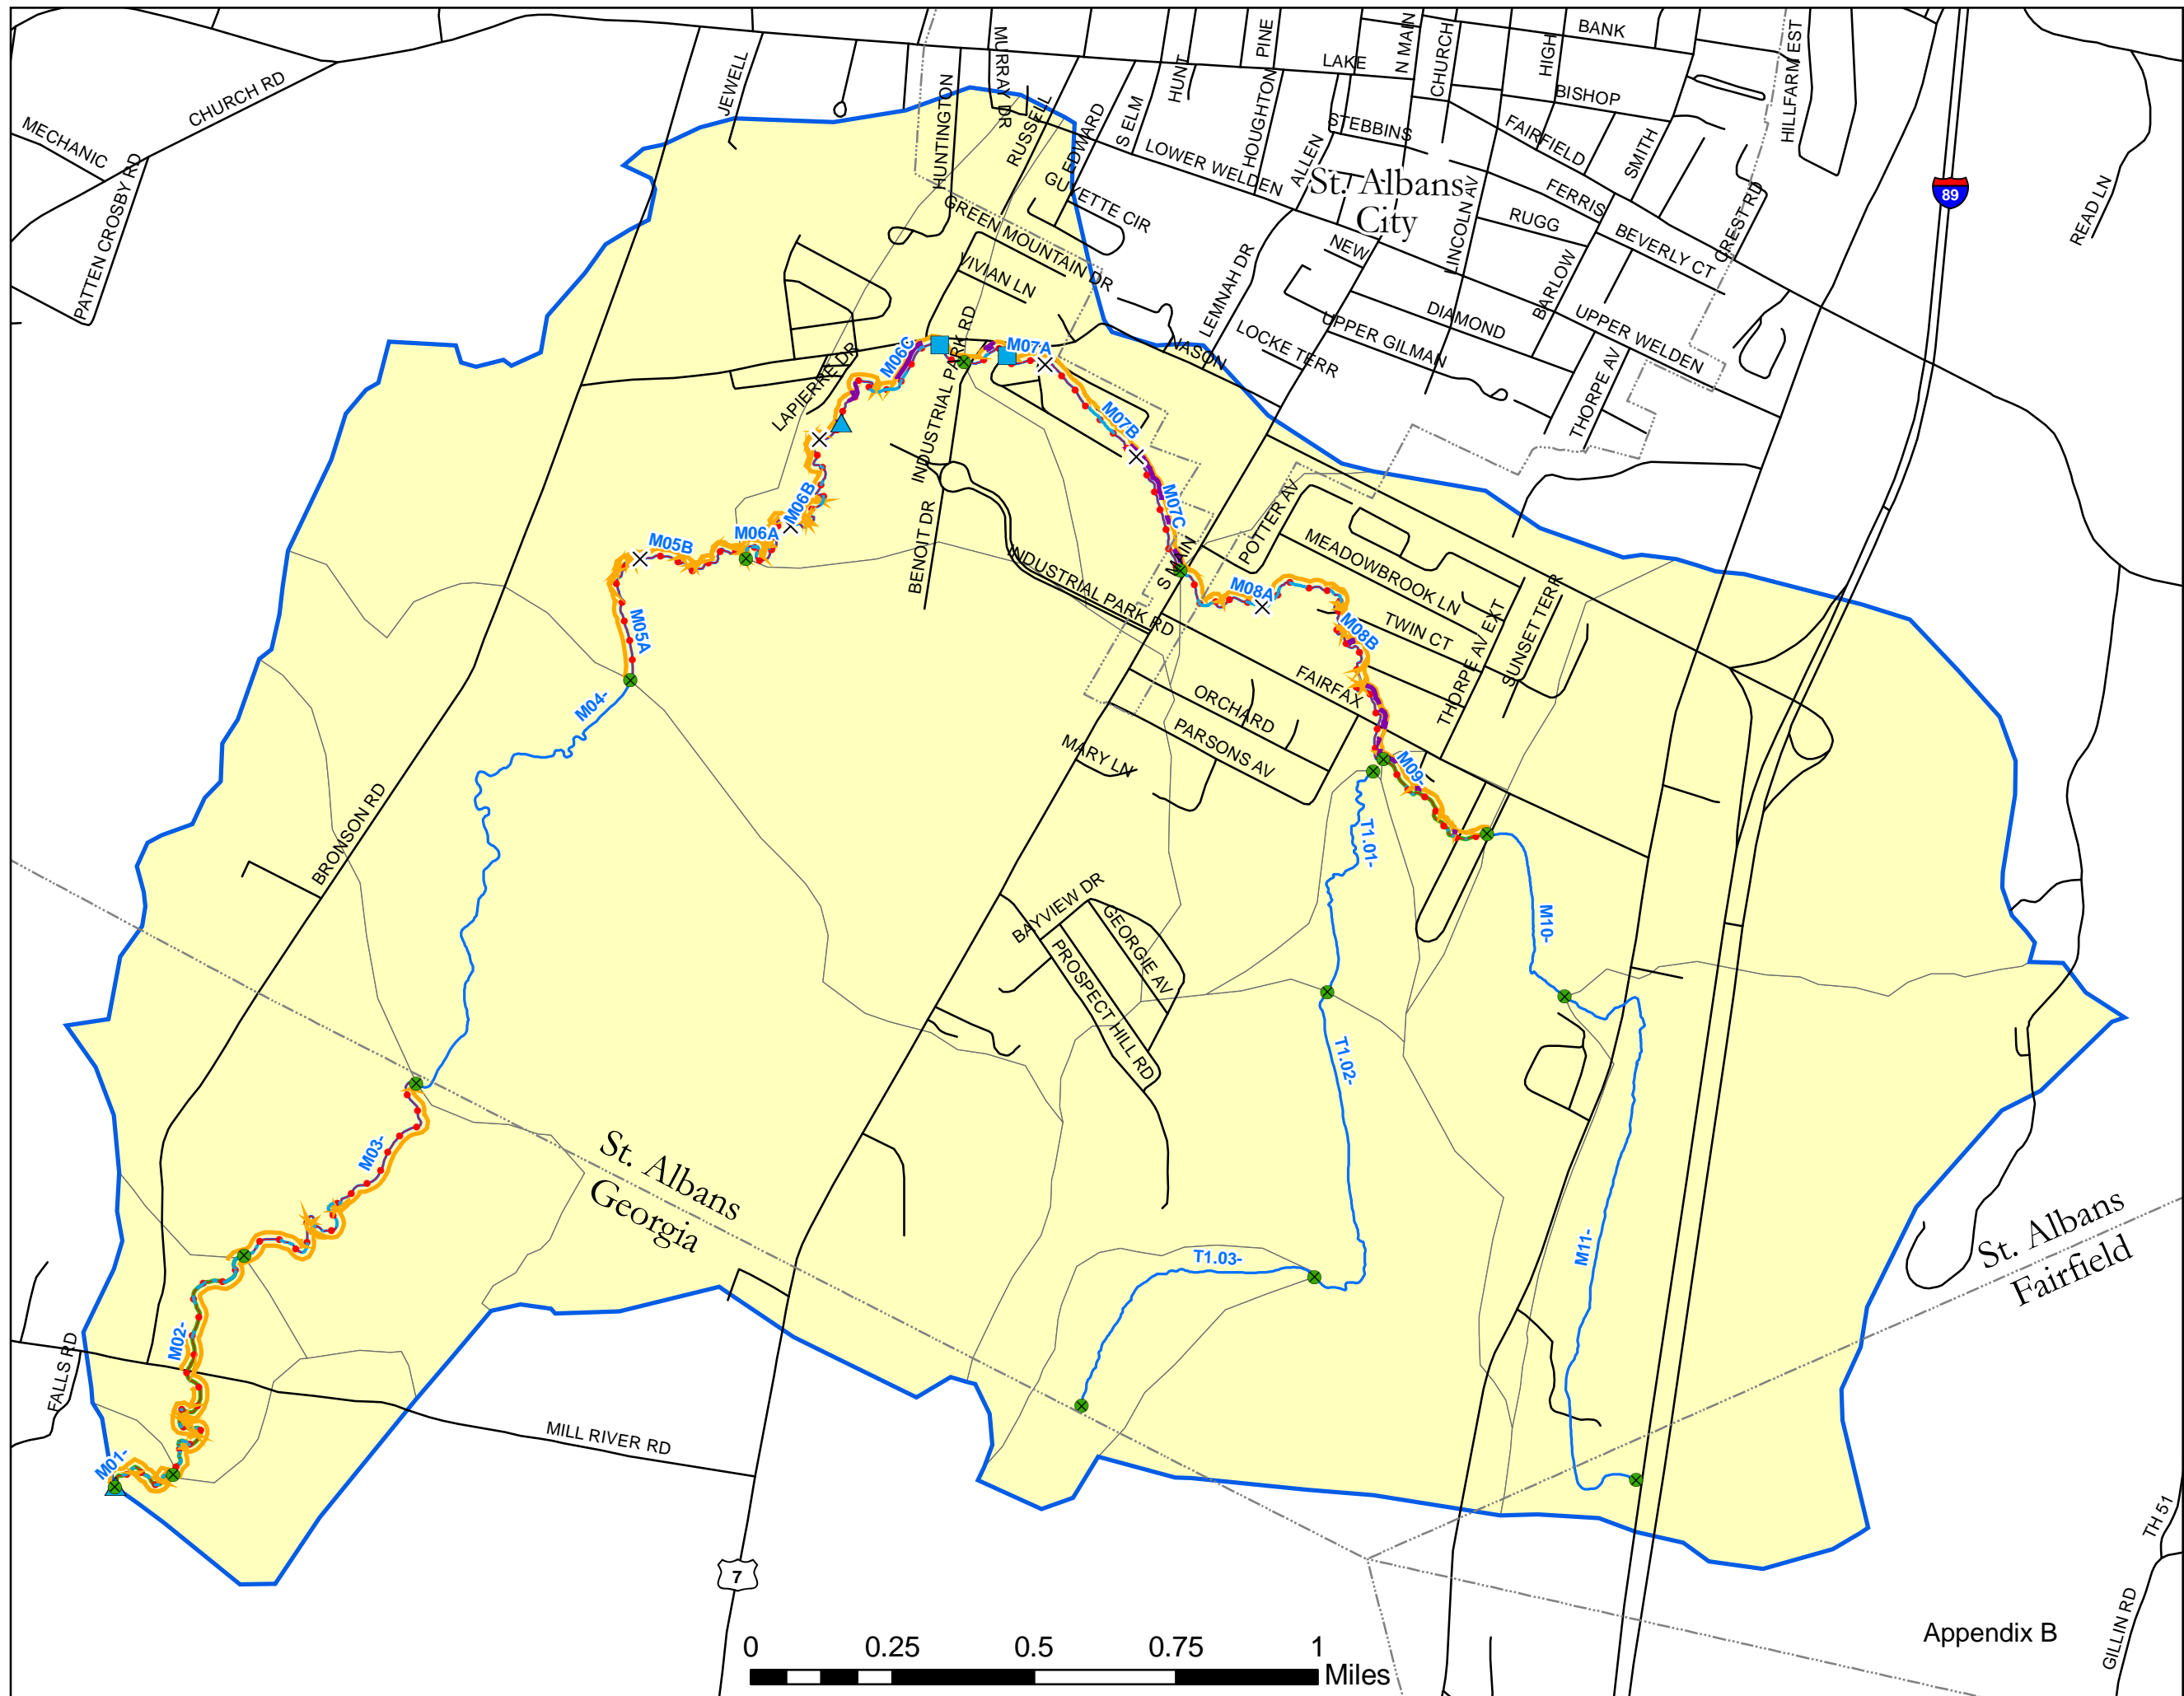 BANK
PINE
N MAIN
CHURCH
HIGH
HILLFARM EST
MURRAY DR
LAKE
JEWELL
HUNT
CHURCH RD
HUNTINGTON
RUSSELL
EDWARD
S ELM
HOUGHTON
BISHOP
STEBBINS
FAIRFIELD
SMITH
MECHANIC
ALLEN
LOWER WELDEN
St. Albans
City
89
PATTEN CROSBY RD
GUYETTE CIR
FERRIS
RUGG
LINCOLN AV
CREST RD
READ LN
GREEN MOUNTAIN DR
NEW
BEVERLY CT
VIVIAN LN
LEMNAH DR
BARLOW
DIAMOND
UPPER WELDEN
LOCKE TERR
UPPER GILMAN
NASON
THORPE AV
LAPIERRE DR
M06C
INDUSTRIAL PARK RD
M07A
M07B
M06B
M07C
M06A
M05B
BENOIT DR
INDUSTRIAL PARK RD
S MAIN
POTTER AV
MEADOWBROOK LN
M08A
M08B
TWIN CT
THORPE AV EXT
SUNSET TERR
M05A
M04-
FAIRFAX
ORCHARD
PARSONS AV
MARY LN
M09-
T1.01-
BRONSON RD
BAYVIEW DR
GEORGIE AV
PROSPECT HILL RD
M10-
T1.02-
M03-
St. Albans
Georgia
T1.03-
M11-
St. Albans
Fairfield
M02-
FALLS RD
MILL RIVER RD
M01-
TH 51
7
GILLIN RD
Appendix B
0 0.25 0.5 0.75 1
Miles